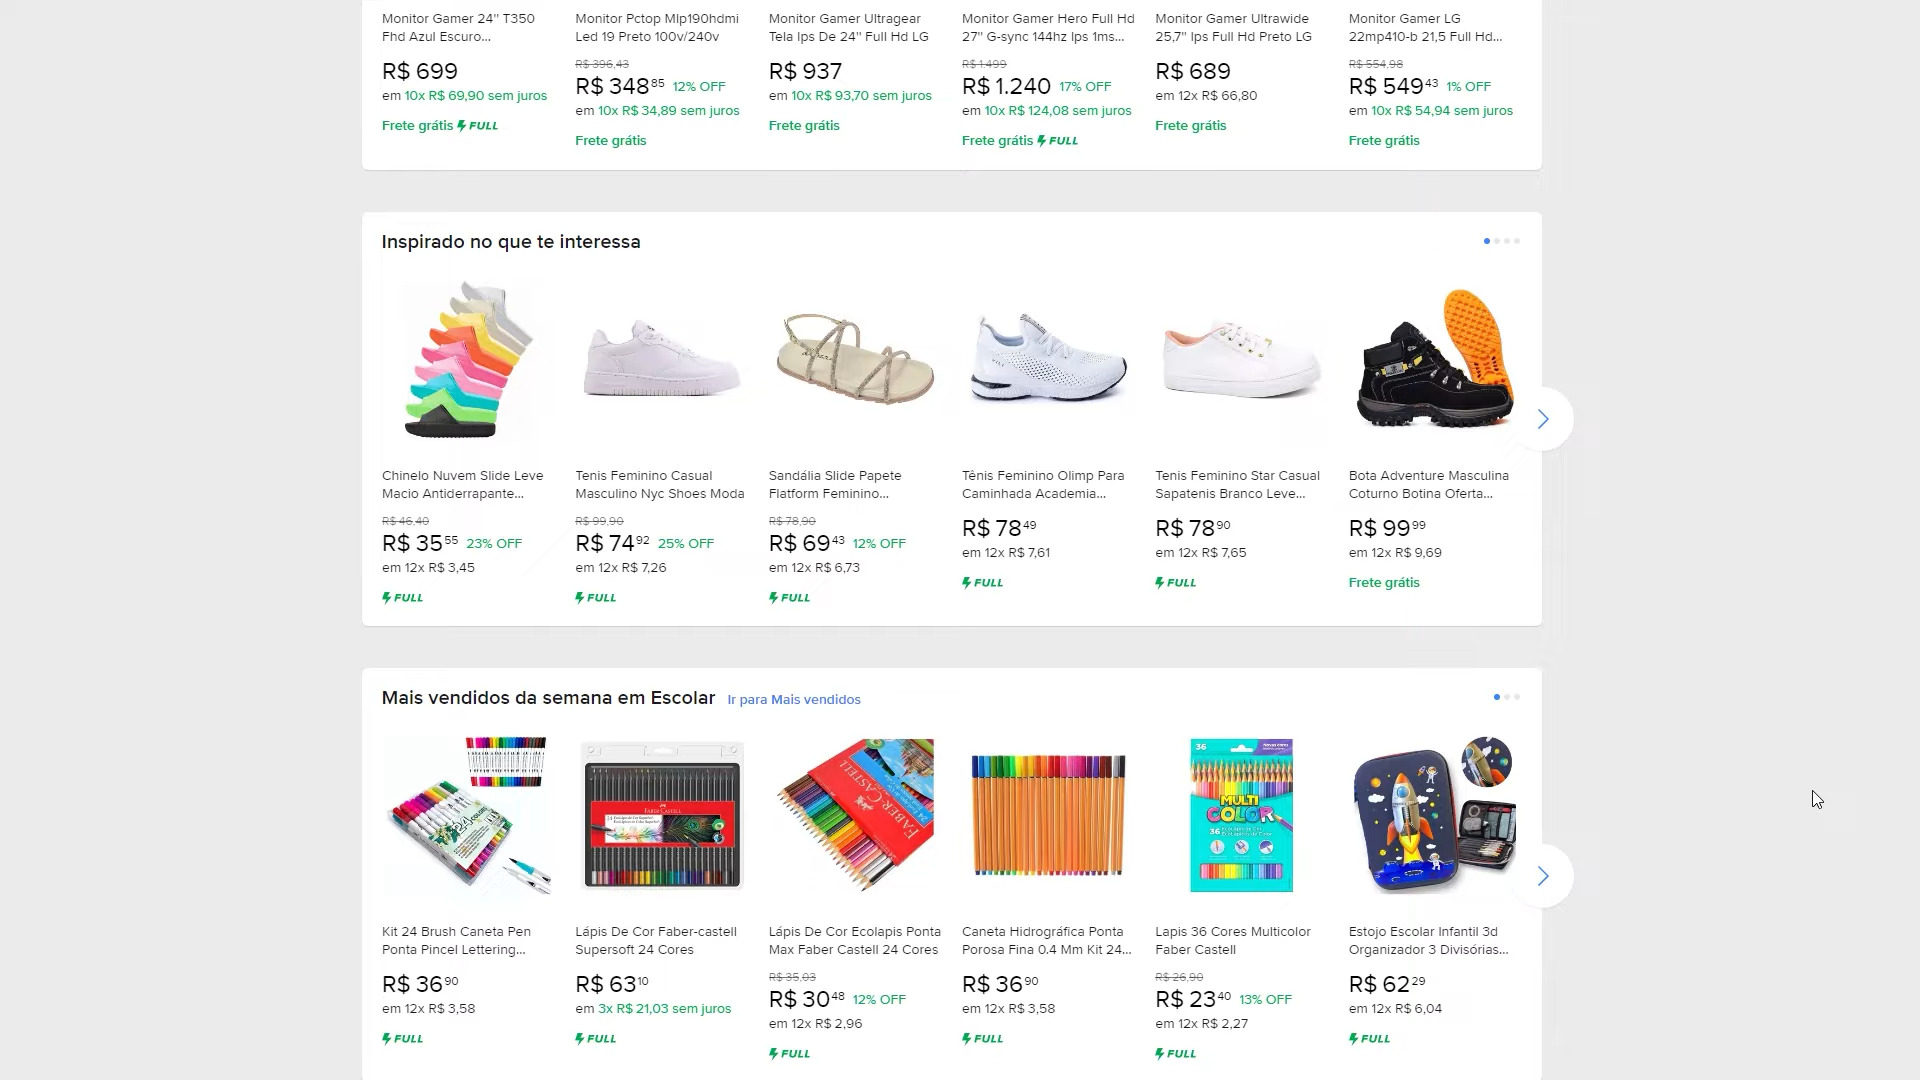 Monitor Gamer 24'' T350
Fhd Azul Escuro...
R$ 699
em 10x R$ 69,90 sem juros
Frete grátis FULL
Monitor Pctop Mlp190hdmi
Led 19 Preto 100v/240v
R$ 396,43
R$ 348 85 12% OFF
em 10x R$ 34,89 sem juros
Frete grátis
Monitor Gamer Ultragear
Tela Ips De 24'' Full Hd LG
R$ 937
em 10x R$ 93,70 sem juros
Frete grátis
Monitor Gamer Hero Full Hd
27'' G-sync 144hz Ips 1ms...
R$ 1.499
R$ 1.240 17% OFF
em 10x R$ 124,08 sem juros
Frete grátis FULL
Monitor Gamer Ultrawide
25,7'' Ips Full Hd Preto LG
R$ 689
em 12x R$ 66,80
Frete grátis
Monitor Gamer LG
22mp410-b 21,5 Full Hd...
R$ 554,98
R$ 549 43 1% OFF
em 10x R$ 54,94 sem juros
Frete grátis
Inspirado no que te interessa
Chinelo Nuvem Slide Leve
Macio Antiderrapante...
R$ 46,40
R$ 35 55 23% OFF
em 12x R$ 3,45
FULL
Tenis Feminino Casual
Masculino Nyc Shoes Moda
R$ 99,90
R$ 74 92 25% OFF
em 12x R$ 7,26
FULL
Sandália Slide Papete
Flatform Feminino...
R$ 78,90
R$ 69 43 12% OFF
em 12x R$ 6,73
FULL
Tênis Feminino Olimp Para
Caminhada Academia...
R$ 78 49
em 12x R$ 7,61
FULL
Tenis Feminino Star Casual
Sapatenis Branco Leve...
R$ 78 90
em 12x R$ 7,65
FULL
Bota Adventure Masculina
Coturno Botina Oferta...
R$ 99 99
em 12x R$ 9,69
Frete grátis
Mais vendidos da semana em Escolar Ir para Mais vendidos
24 COLORS
FABER-CASTELL
FABER-CASTELL
36
MULTI
COLOR
36
Kit 24 Brush Caneta Pen
Ponta Pincel Lettering...
R$ 36 90
em 12x R$ 3,58
FULL
Lápis De Cor Faber-castell
Supersoft 24 Cores
R$ 63 10
em 3x R$ 21,03 sem juros
FULL
Lápis De Cor Ecolapis Ponta
Max Faber Castell 24 Cores
R$ 35,03
R$ 30 48 12% OFF
em 12x R$ 2,96
FULL
Caneta Hidrográfica Ponta
Porosa Fina 0.4 Mm Kit 24...
R$ 36 90
em 12x R$ 3,58
FULL
Lapis 36 Cores Multicolor
Faber Castell
R$ 26,90
R$ 23 40 13% OFF
em 12x R$ 2,27
FULL
Estojo Escolar Infantil 3d
Organizador 3 Divisórias...
R$ 62 29
em 12x R$ 6,04
FULL